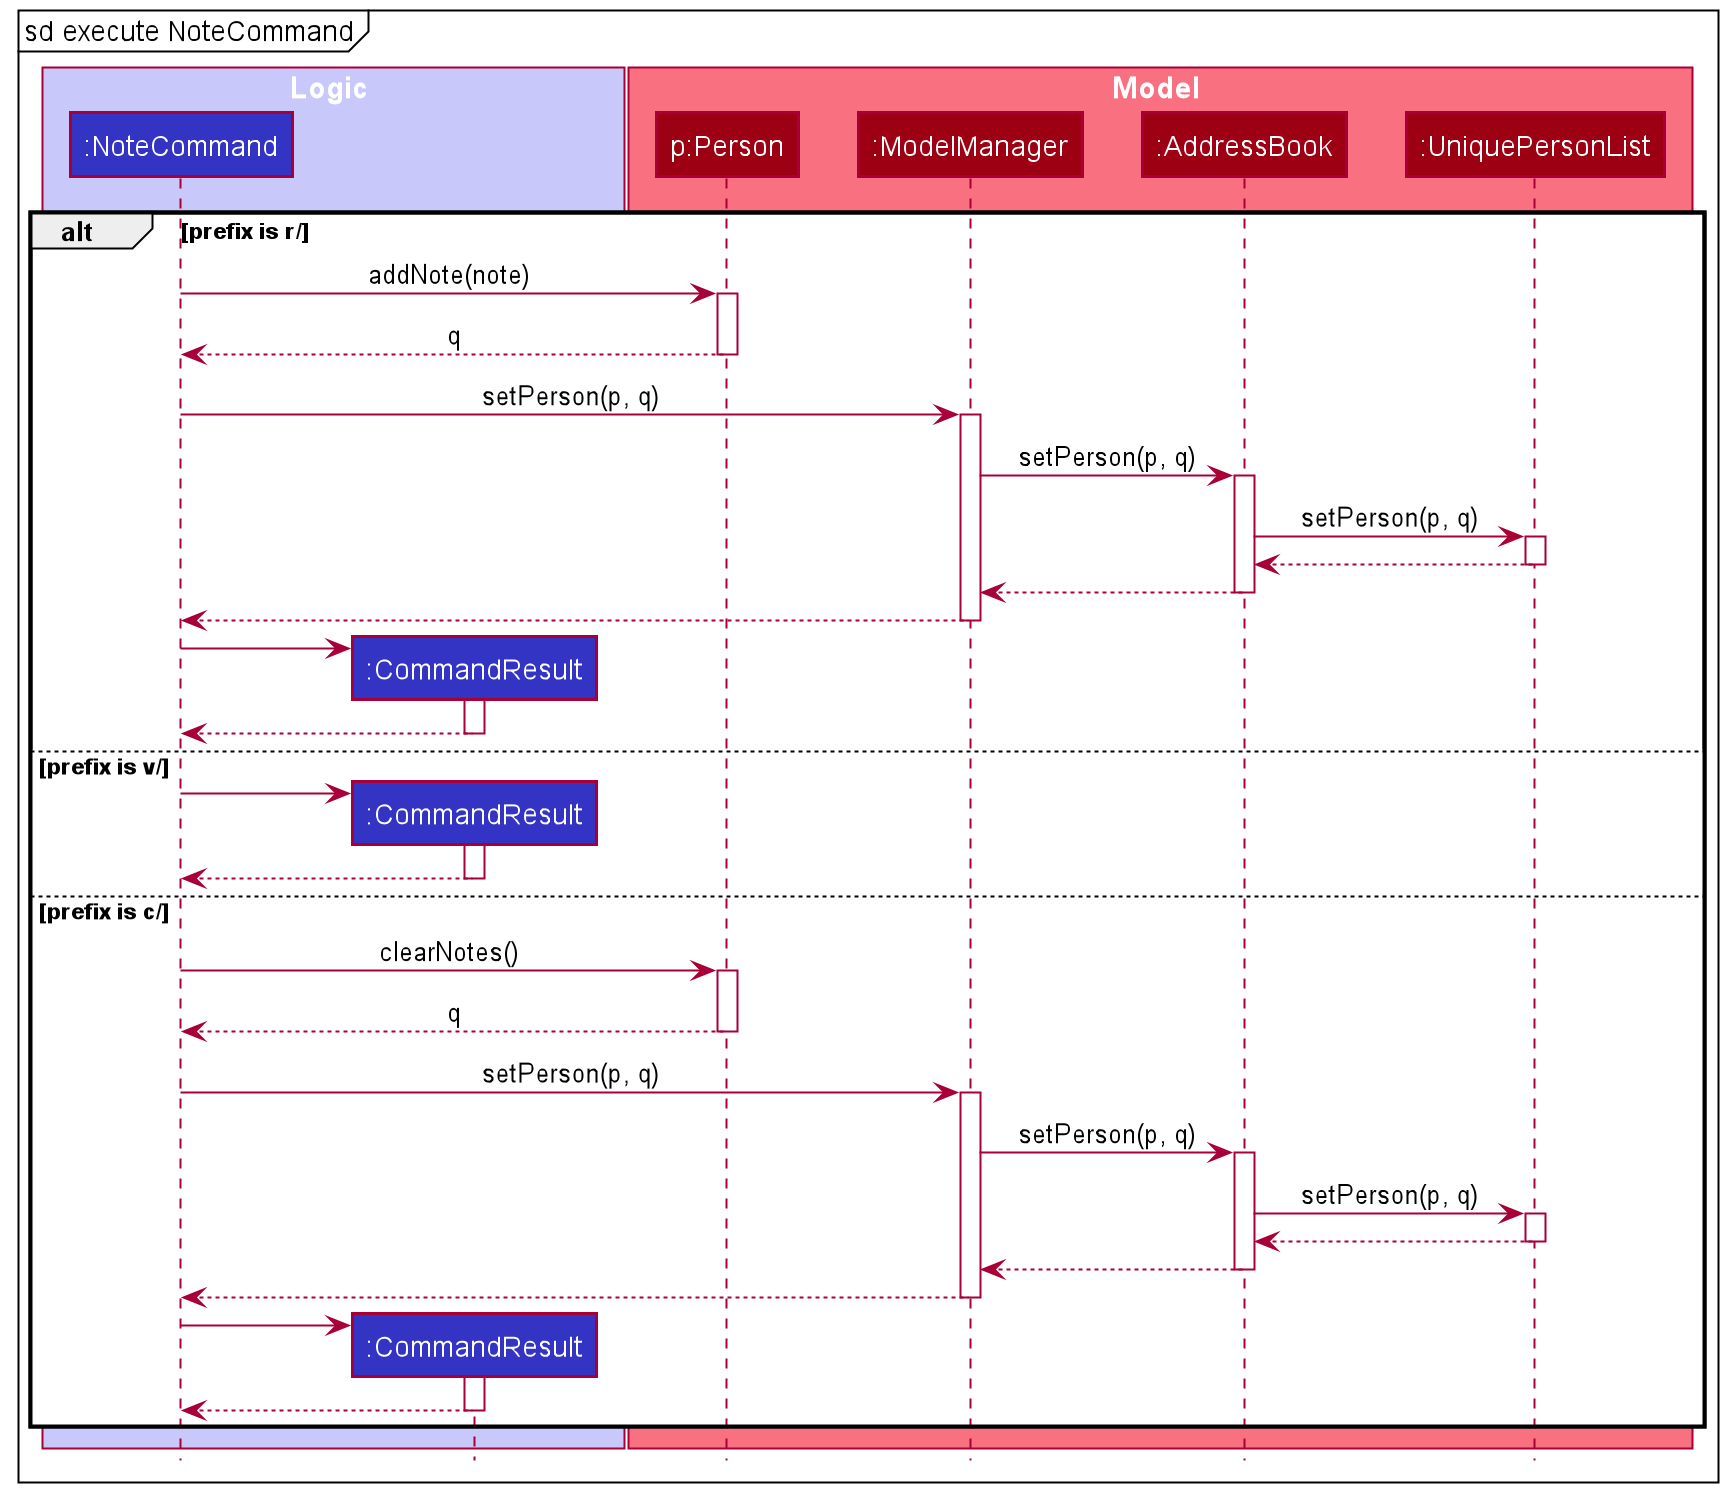 sd execute NoteCommand
Logic
Model
:NoteCommand
p:Person
:ModelManager
:AddressBook
:UniquePersonList
alt
[prefix is r/]
addNote(note)
q
setPerson(p, q)
setPerson(p, q)
setPerson(p, q)
:CommandResult
[prefix is v/]
:CommandResult
[prefix is c/]
clearNotes()
q
setPerson(p, q)
setPerson(p, q)
setPerson(p, q)
:CommandResult